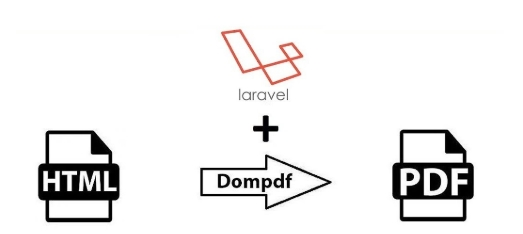 laravel
+
HTML
Dompdf
PDF